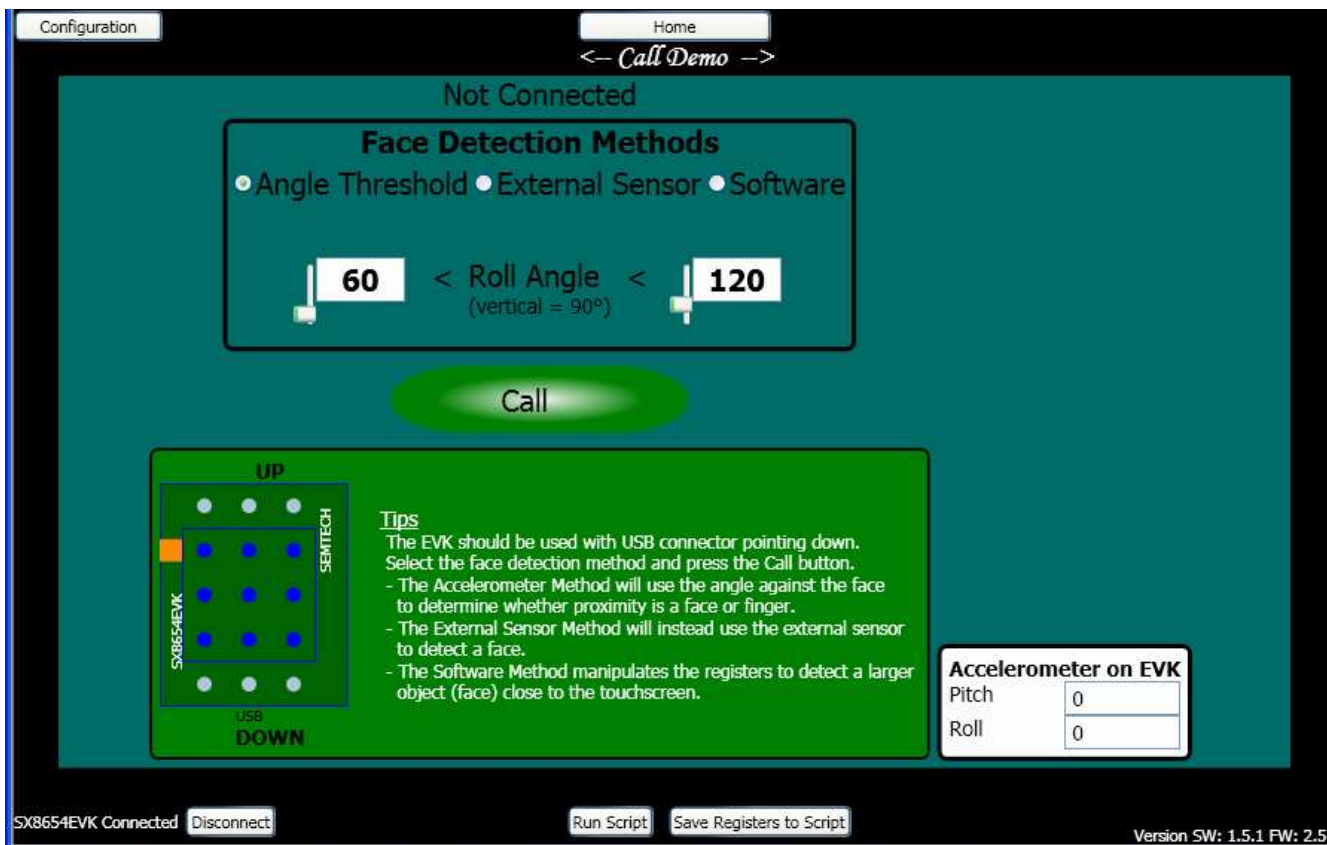 Configuration
Home
<-- Call Demo -->
Not Connected
Face Detection Methods
Angle Threshold External Sensor Software
60 < Roll Angle < 120
(vertical = 90°)
Call
UP
SEMTECH
SX8654EVK
USB
DOWN
Tips
The EVK should be used with USB connector pointing down.
Select the face detection method and press the Call button.
- The Accelerometer Method will use the angle against the face
to determine whether proximity is a face or finger.
- The External Sensor Method will instead use the external sensor
to detect a face.
- The Software Method manipulates the registers to detect a larger
object (face) close to the touchscreen.
Accelerometer on EVK
Pitch 0
Roll 0
SX8654EVK Connected Disconnect Run Script Save Registers to Script
Version SW: 1.5.1 FW: 2.5